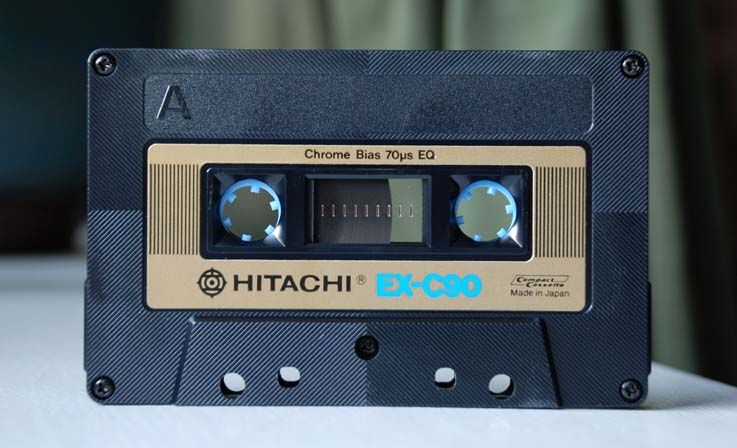 A
Chrome Bias 70µs EQ
HITACHI® EX-C90
Compact Cassette
Made in Japan